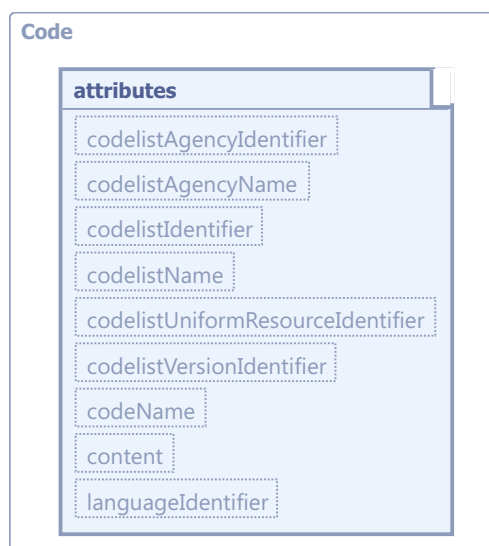 Code
attributes
codelistAgencyIdentifier
codelistAgencyName
codelistIdentifier
codelistName
codelistUniformResourceIdentifier
codelistVersionIdentifier
codeName
content
languageIdentifier